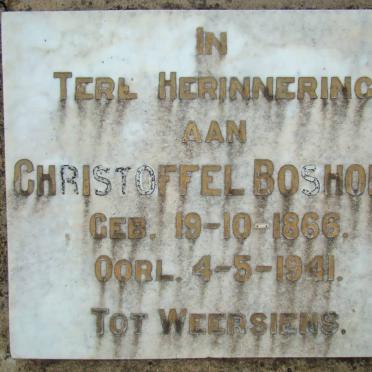 IN
TERE HERINNERING
AAN
CHRISTOFFEL BOSHO
GEB. 19-10-1866.
OORL. 4-5-1941.
TOT WEERSIENS.